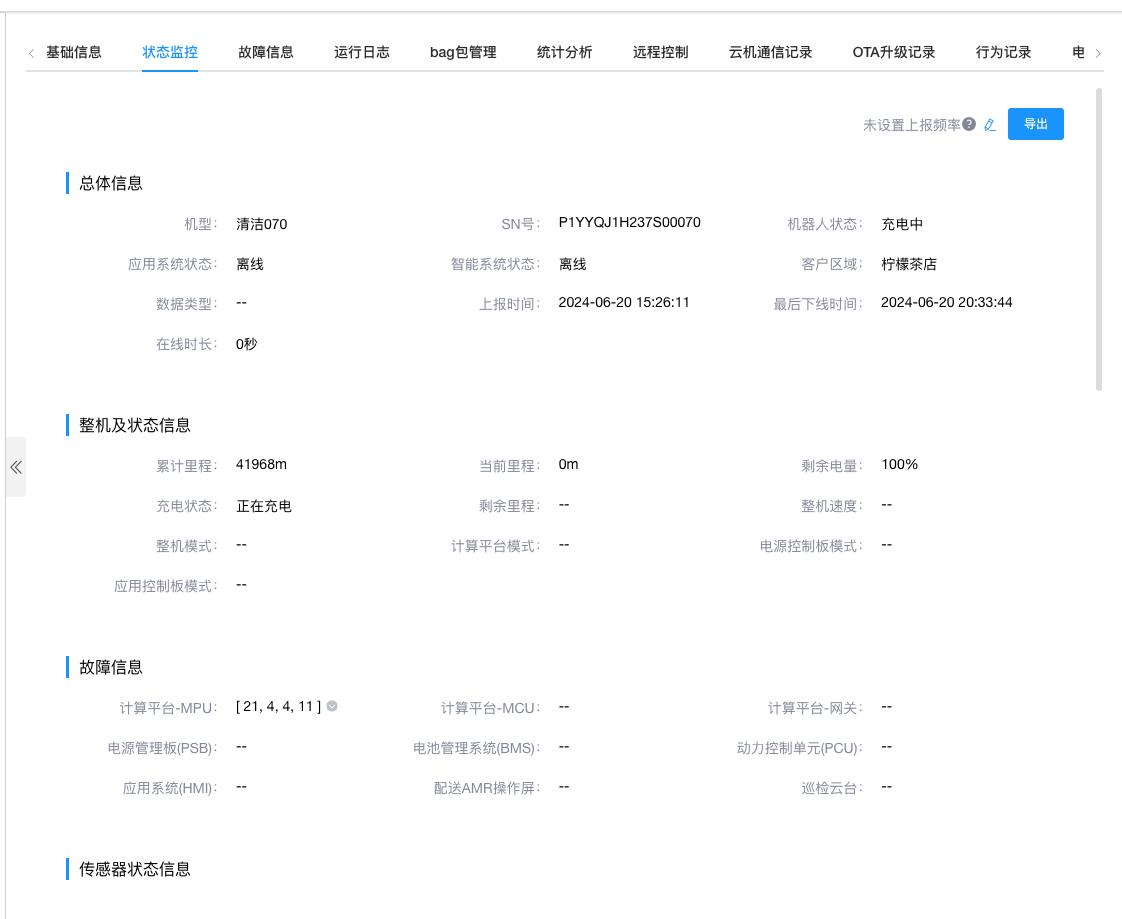 基础信息 状态监控 故障信息 运行日志 bag包管理 统计分析 远程控制 云机通信记录 OTA升级记录 行为记录 电
未设置上报频率 导出
总体信息
机型: 清洁070 SN号: P1YYQJ1H237S00070 机器人状态: 充电中
应用系统状态: 离线 智能系统状态: 离线 客户区域: 柠檬茶店
数据类型: -- 上报时间: 2024-06-20 15:26:11 最后下线时间: 2024-06-20 20:33:44
在线时长: 0秒
整机及状态信息
累计里程: 41968m 当前里程: 0m 剩余电量: 100%
充电状态: 正在充电 剩余里程: -- 整机速度: --
整机模式: -- 计算平台模式: -- 电源控制板模式: --
应用控制板模式: --
故障信息
计算平台-MPU: [ 21, 4, 4, 11 ] 计算平台-MCU: -- 计算平台-网关: --
电源管理板(PSB): -- 电池管理系统(BMS): -- 动力控制单元(PCU): --
应用系统(HMI): -- 配送AMR操作屏: -- 巡检云台: --
传感器状态信息